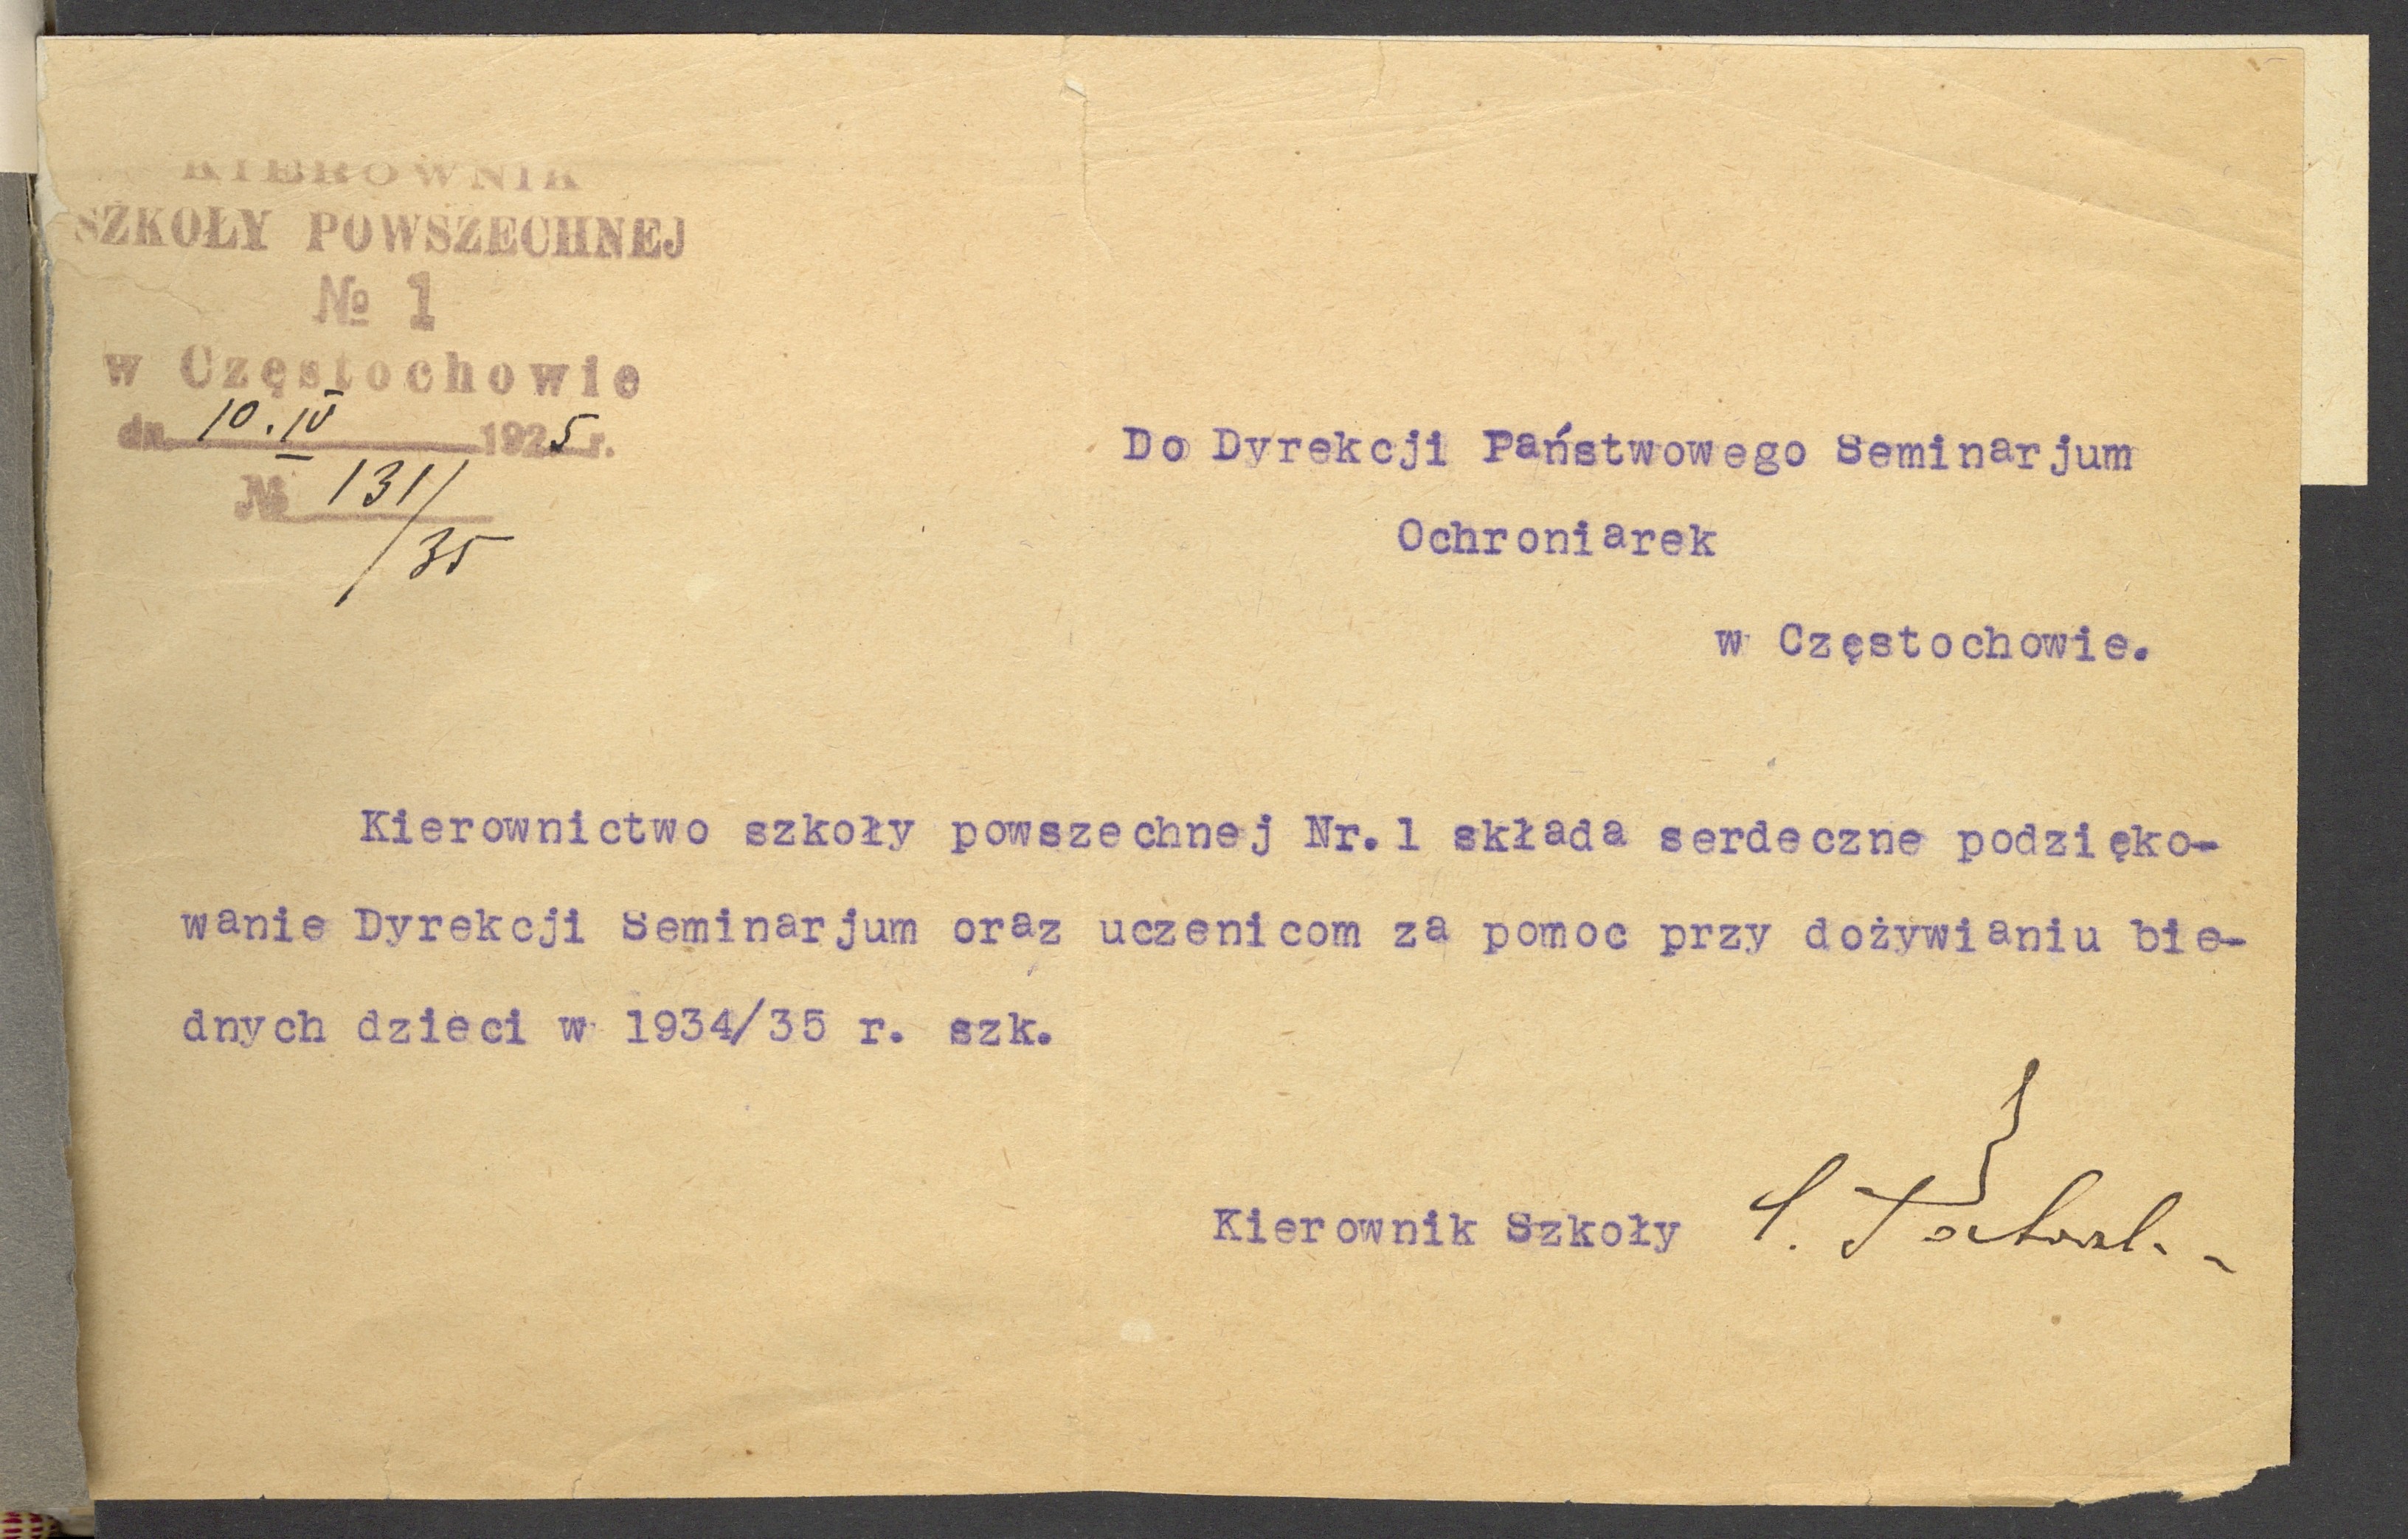 KIEROWNIK
SZKOŁY POWSZECHNEJ
№ 1
w Częstochowie
dn. 10.IV 1925 r.
№ 131/35
Do Dyrekcji Państwowego Seminarjum
Ochroniarek
w Częstochowie.
Kierownictwo szkoły powszechnej Nr.1 składa serdeczne podzięko-
wanie Dyrekcji Seminarjum oraz uczenicom za pomoc przy dożywianiu bie-
dnych dzieci w 1934/35 r. szk.
Kierownik Szkoły